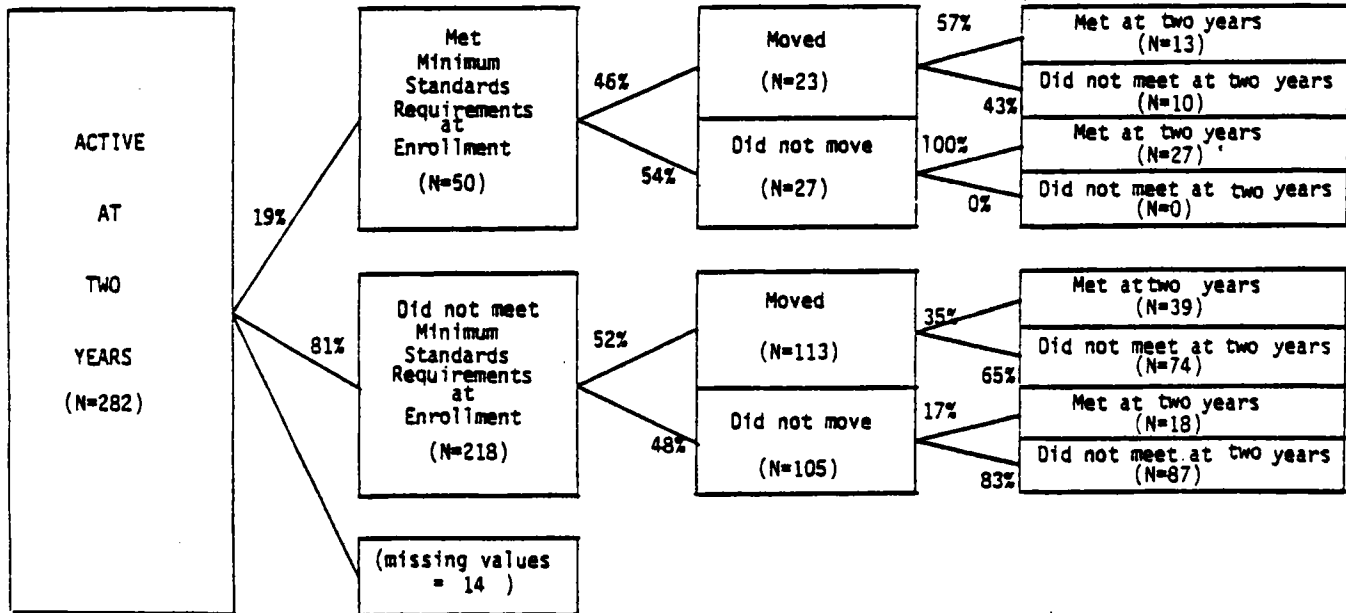 ACTIVE
AT
TWO
YEARS
(N=282)
19%
81%
Met
Minimum
Standards
Requirements
at
Enrollment
(N=50)
46%
54%
Moved
(N=23)
Did not move
(N=27)
57%
43%
100%
0%
Met at two years
(N=13)
Did not meet at two years
(N=10)
Met at two years
(N=27)
Did not meet at two years
(N=0)
Did not meet
Minimum
Standards
Requirements
at
Enrollment
(N=218)
52%
48%
Moved
(N=113)
Did not move
(N=105)
35%
65%
17%
83%
Met at two years
(N=39)
Did not meet at two years
(N=74)
Met at two years
(N=18)
Did not meet at two years
(N=87)
(missing values
= 14 )